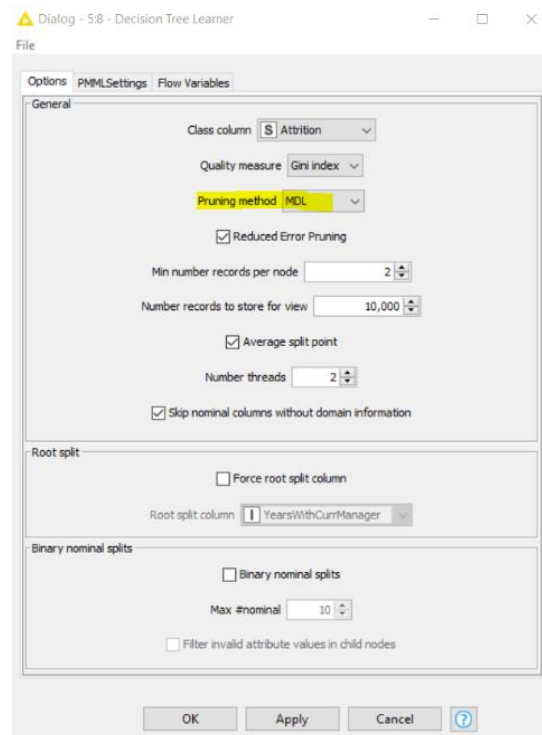 Dialog - 5:8 - Decision Tree Learner
File
Options PMMLSettings Flow Variables
General
Class column S Attrition
Quality measure Gini index
Pruning method MDL
Reduced Error Pruning
Min number records per node 2
Number records to store for view 10,000
Average split point
Number threads 2
Skip nominal columns without domain information
Root split
Force root split column
Root split column I YearsWithCurrManager
Binary nominal splits
Binary nominal splits
Max #nominal 10
Filter invalid attribute values in child nodes
OK Apply Cancel ?